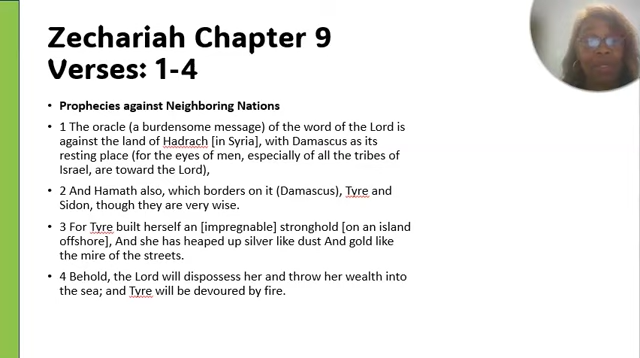 Zechariah Chapter 9
Verses: 1-4
• Prophecies against Neighboring Nations
• 1 The oracle (a burdensome message) of the word of the Lord is
against the land of Hadrach [in Syria], with Damascus as its
resting place (for the eyes of men, especially of all the tribes of
Israel, are toward the Lord),
• 2 And Hamath also, which borders on it (Damascus), Tyre and
Sidon, though they are very wise.
• 3 For Tyre built herself an [impregnable] stronghold [on an island
offshore], And she has heaped up silver like dust And gold like
the mire of the streets.
• 4 Behold, the Lord will dispossess her and throw her wealth into
the sea; and Tyre will be devoured by fire.